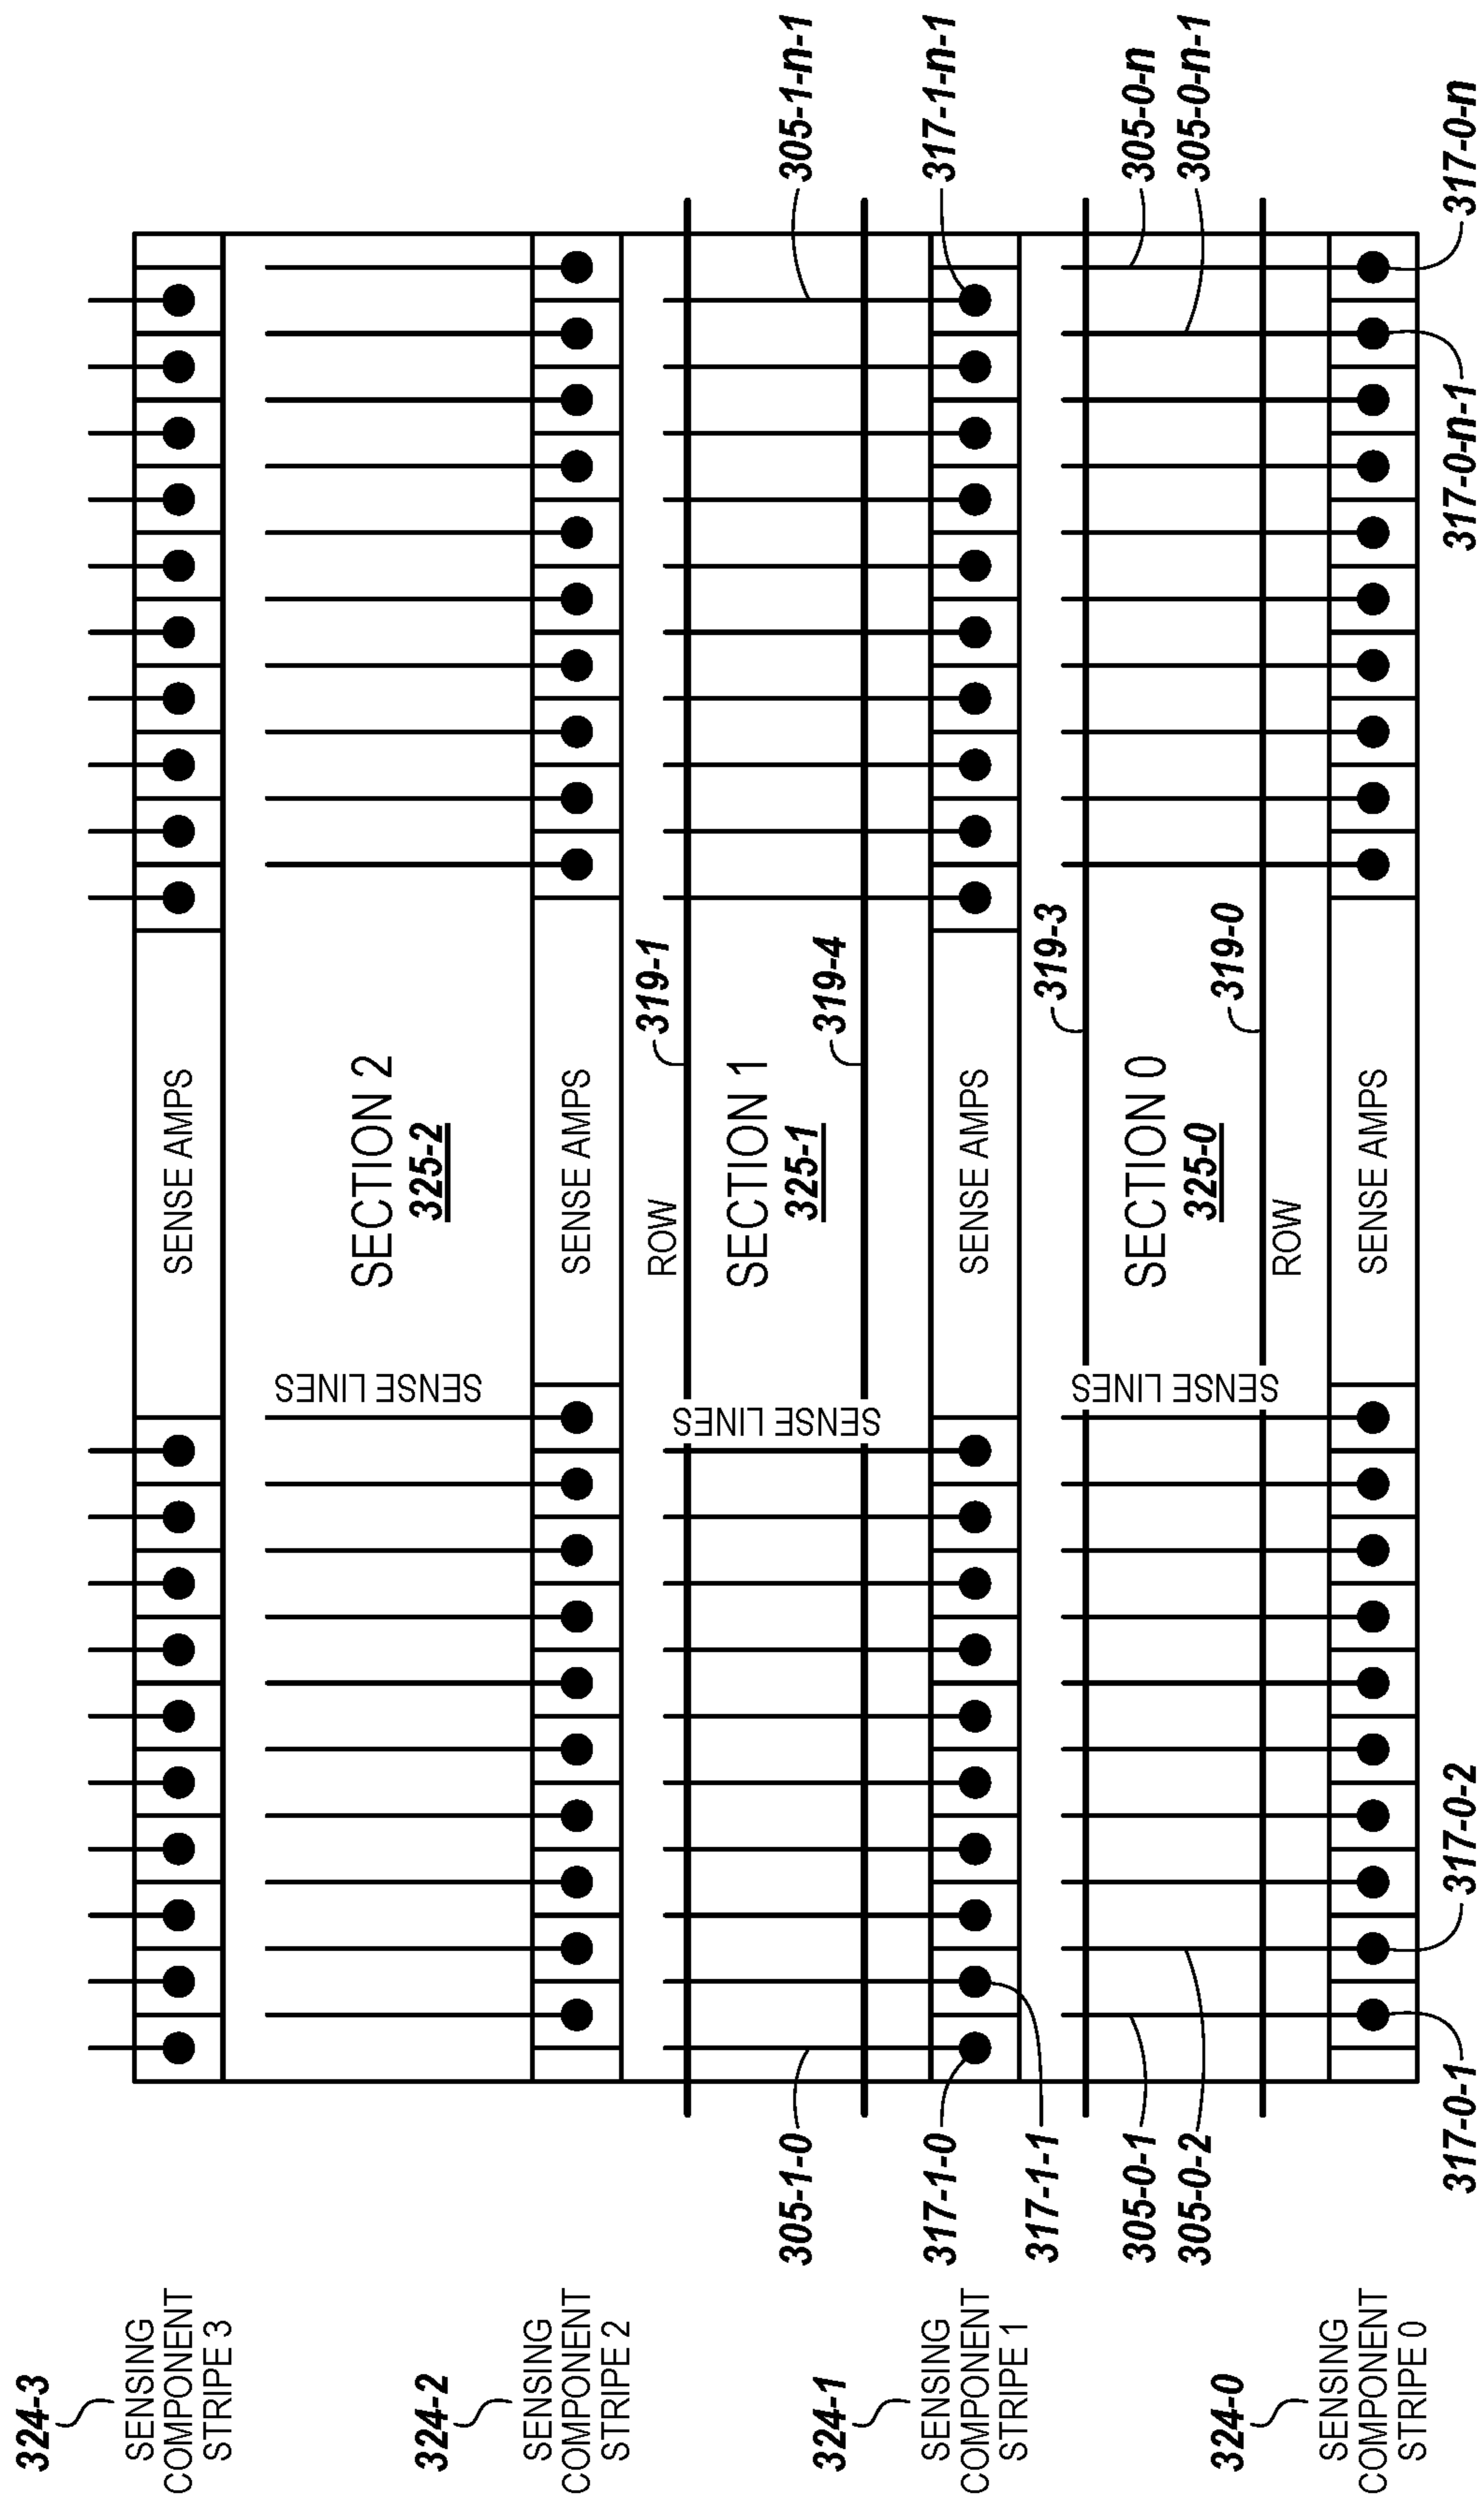 324-3
SENSING
COMPONENT
STRIPE 3
SENSE AMPS
SENSE LINES
SECTION 2
325-2
324-2
SENSING
COMPONENT
STRIPE 2
SENSE AMPS
ROW
319-1
305-1-0
SENSE LINES
SECTION 1
325-1
319-4
305-1-n-1
324-1
SENSING
COMPONENT
STRIPE 1
317-1-0
SENSE AMPS
317-1-n-1
317-1-1
319-3
305-0-1
305-0-2
SENSE LINES
SECTION 0
325-0
319-0
305-0-n
305-0-n-1
ROW
324-0
SENSING
COMPONENT
STRIPE 0
SENSE AMPS
317-0-1
317-0-2
317-0-n-1
317-0-n